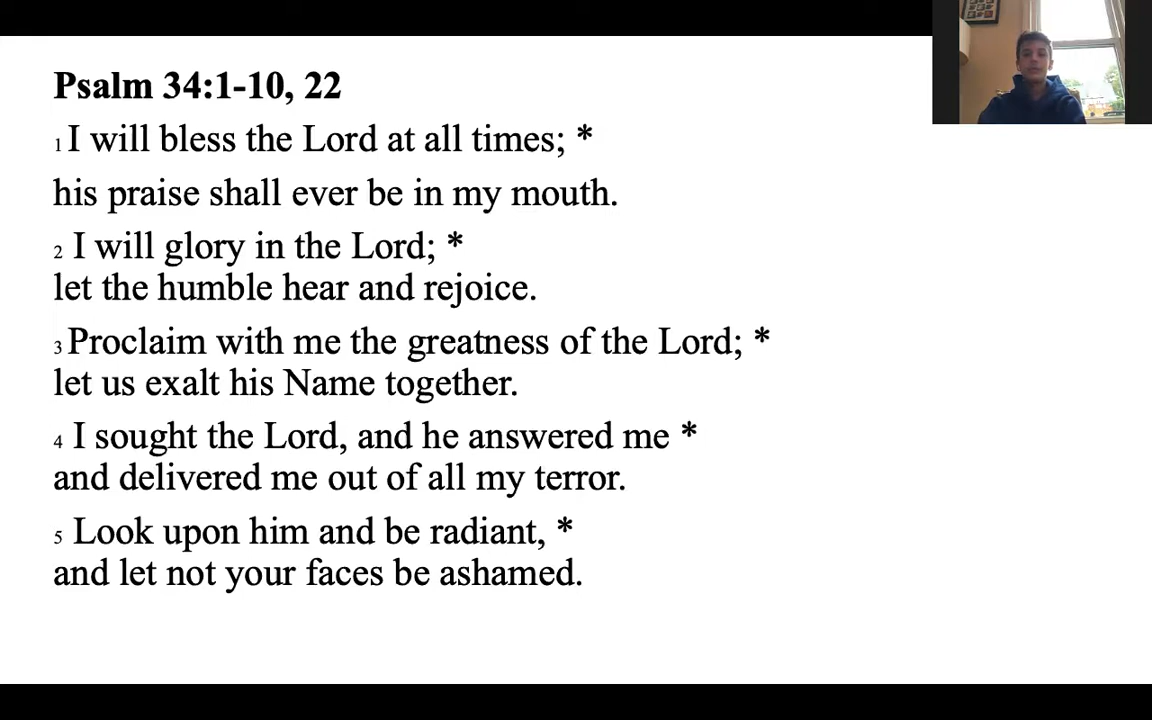 Psalm 34:1-10, 22
1 I will bless the Lord at all times; *
his praise shall ever be in my mouth.
2 I will glory in the Lord; *
let the humble hear and rejoice.
3 Proclaim with me the greatness of the Lord; *
let us exalt his Name together.
4 I sought the Lord, and he answered me *
and delivered me out of all my terror.
5 Look upon him and be radiant, *
and let not your faces be ashamed.